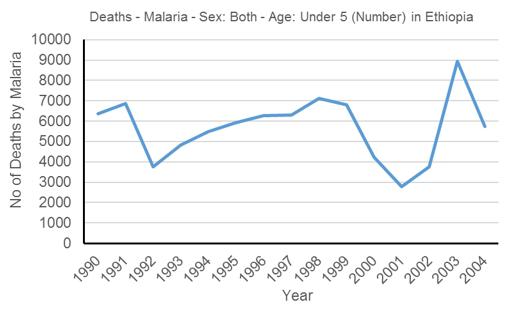 Deaths - Malaria - Sex: Both - Age: Under 5 (Number) in Ethiopia
No of Deaths by Malaria
10000
9000
8000
7000
6000
5000
4000
3000
2000
1000
0
1990 1991 1992 1993 1994 1995 1996 1997 1998 1999 2000 2001 2002 2003 2004
Year